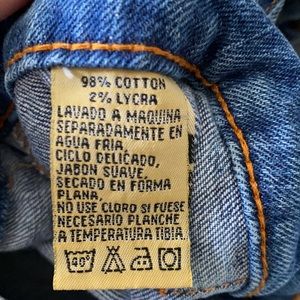 98% COTTON
2% LYCRA
LAVADO A MAQUINA
SEPARADAMENTE EN
AGUA FRIA,
CICLO DELICADO,
JABON SUAVE,
SECADO EN FORMA
PLANA,
NO USE CLORO SI FUESE
NECESARIO PLANCHE
A TEMPERATURA TIBIA.
40°